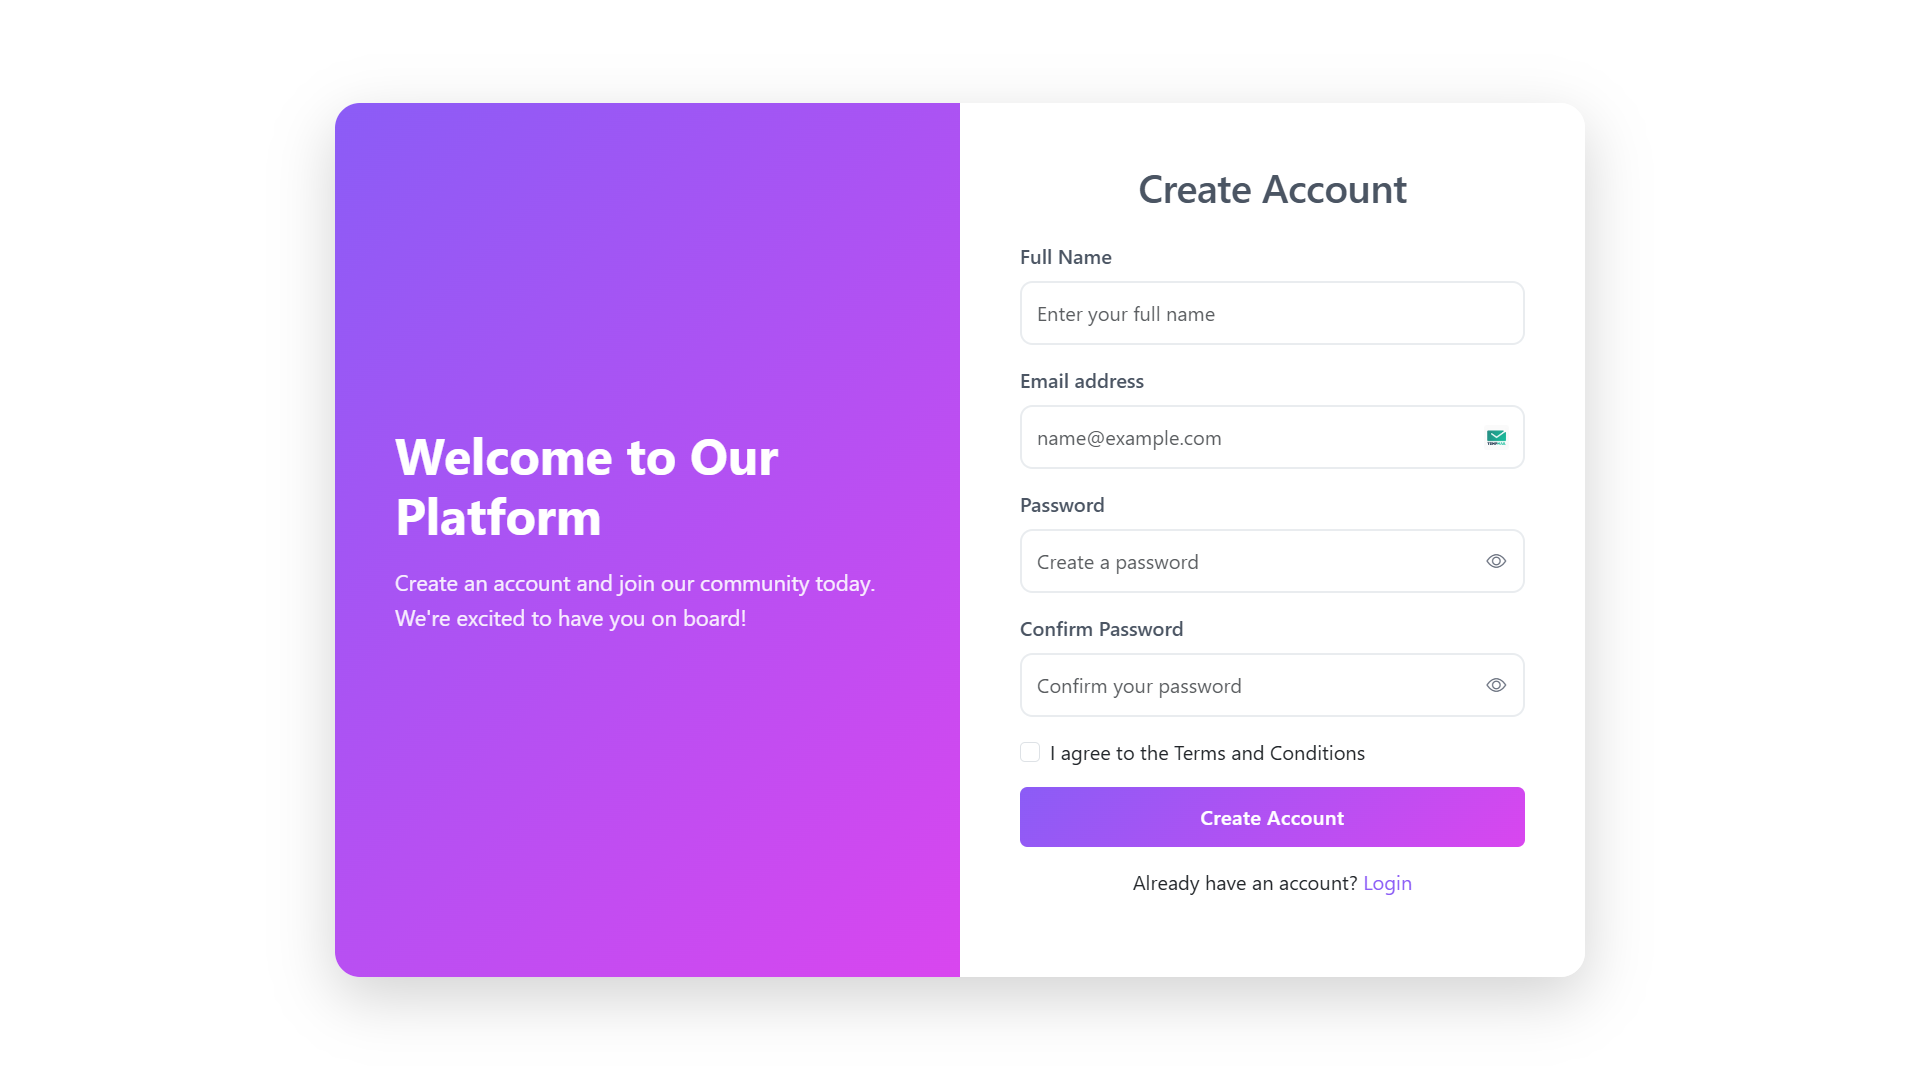 Welcome to Our
Platform
Create an account and join our community today.
We're excited to have you on board!
Create Account
Full Name
Enter your full name
Email address
name@example.com
Password
Create a password
Confirm Password
Confirm your password
I agree to the Terms and Conditions
Create Account
Already have an account? Login